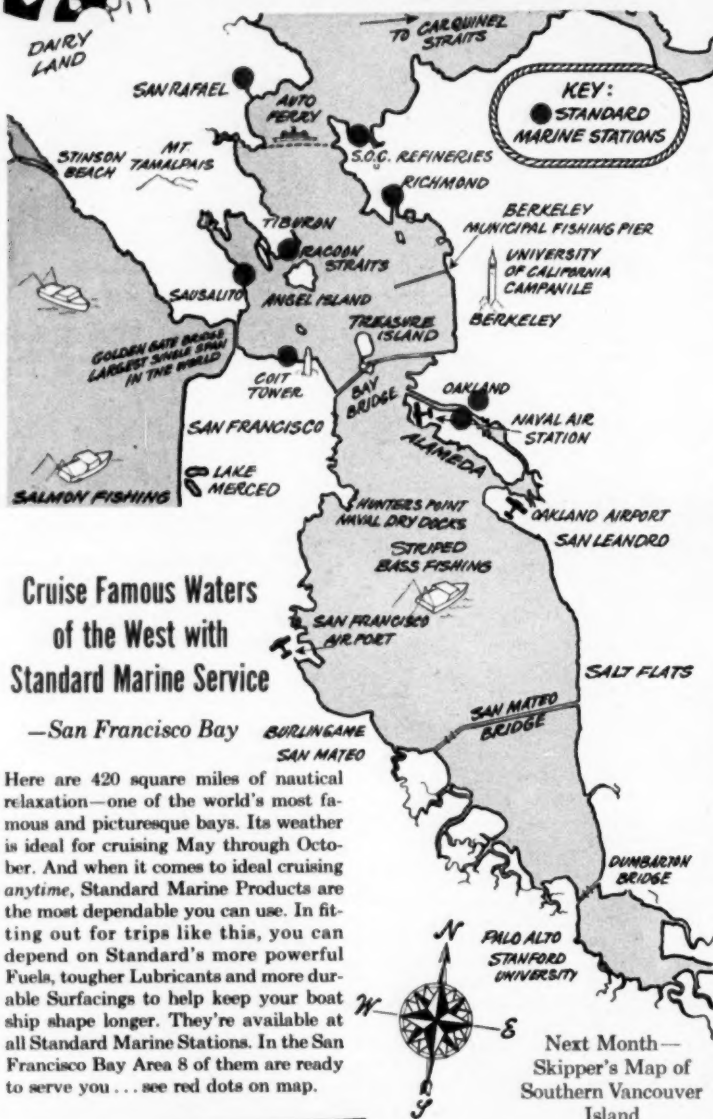 TO CARQUINEZ
STRAITS
DAIRY
LAND
KEY:
STANDARD
MARINE STATIONS
SAN RAFAEL
AUTO
FERRY
S.O.C. REFINERIES
STINSON
BEACH
MT.
TAMALPAIS
RICHMOND
BERKELEY
MUNICIPAL FISHING PIER
TIBURON
RACOON
STRAITS
UNIVERSITY
OF CALIFORNIA
CAMPANILE
SAUSALITO
ANGEL ISLAND
BERKELEY
TREASURE
ISLAND
GOLDEN GATE BRIDGE
LARGEST SINGLE SPAN
IN THE WORLD
COIT
TOWER
BAY
BRIDGE
OAKLAND
NAVAL AIR
STATION
ALAMEDA
SAN FRANCISCO
LAKE
MERCED
SALMON FISHING
HUNTERS POINT
NAVAL DRY DOCKS
OAKLAND AIRPORT
SAN LEANDRO
STRIPED
BASS FISHING
SAN FRANCISCO
AIRPORT
SALT FLATS
SAN MATEO
BRIDGE
BURLINGAME
SAN MATEO
DUMBARTON
BRIDGE
PALO ALTO
STANFORD
UNIVERSITY
N
W
E
S
Cruise Famous Waters
of the West with
Standard Marine Service
—San Francisco Bay
Here are 420 square miles of nautical
relaxation—one of the world's most fa-
mous and picturesque bays. Its weather
is ideal for cruising May through Octo-
ber. And when it comes to ideal cruising
anytime, Standard Marine Products are
the most dependable you can use. In fit-
ting out for trips like this, you can
depend on Standard's more powerful
Fuels, tougher Lubricants and more dur-
able Surfacings to help keep your boat
ship shape longer. They're available at
all Standard Marine Stations. In the San
Francisco Bay Area 8 of them are ready
to serve you . . . see red dots on map.
Next Month—
Skipper's Map of
Southern Vancouver
Island